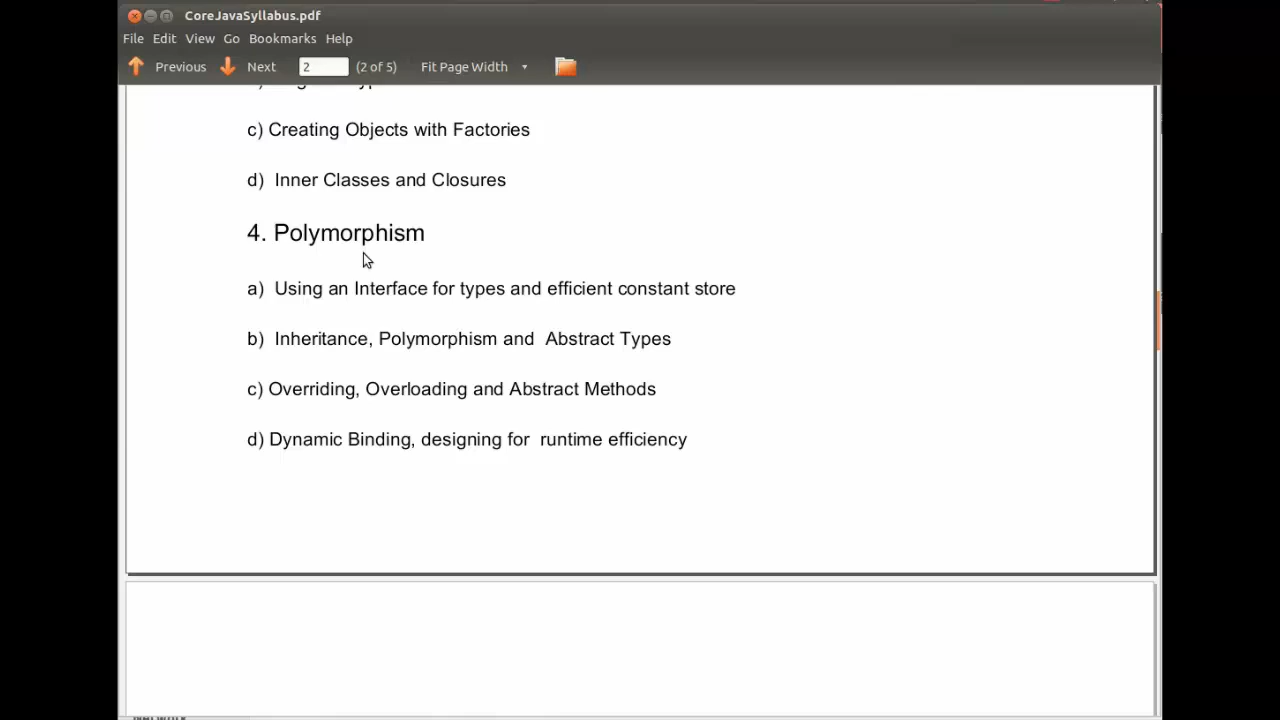 CoreJavaSyllabus.pdf
File Edit View Go Bookmarks Help
Previous Next 2 (2 of 5) Fit Page Width
c) Creating Objects with Factories
d) Inner Classes and Closures
4. Polymorphism
a) Using an Interface for types and efficient constant store
b) Inheritance, Polymorphism and Abstract Types
c) Overriding, Overloading and Abstract Methods
d) Dynamic Binding, designing for runtime efficiency